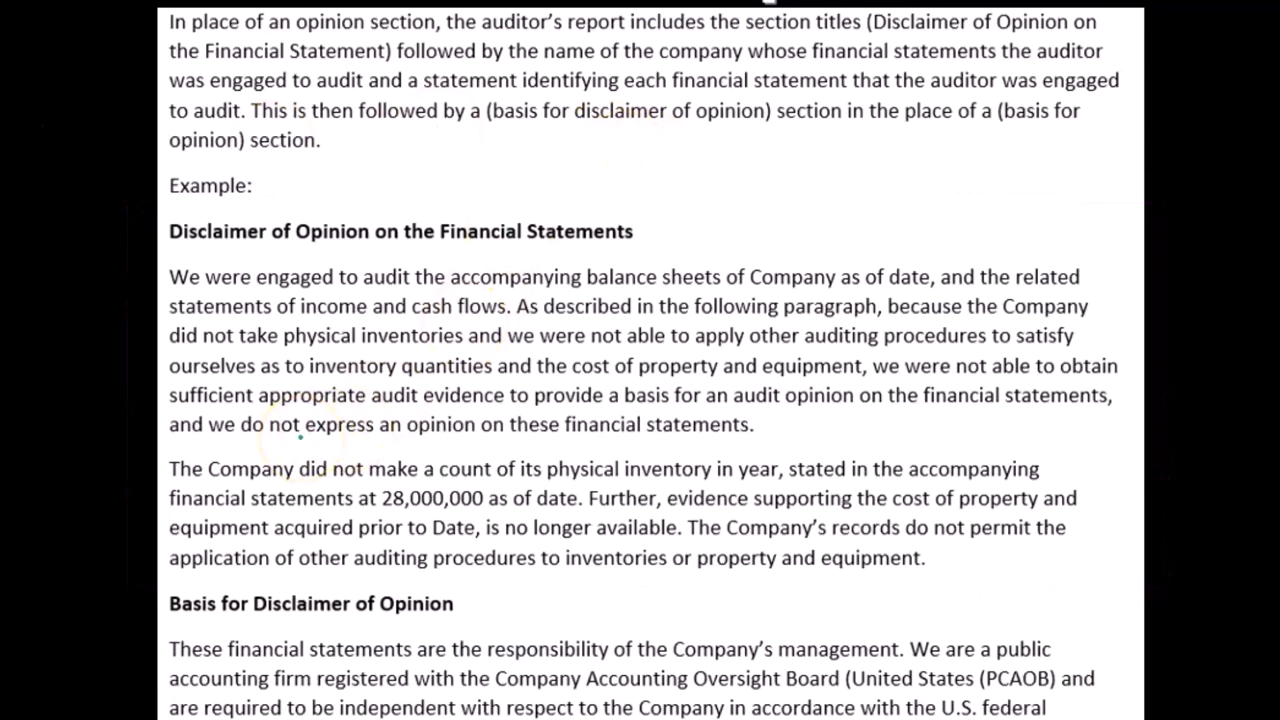 In place of an opinion section, the auditor's report includes the section titles (Disclaimer of Opinion on
the Financial Statement) followed by the name of the company whose financial statements the auditor
was engaged to audit and a statement identifying each financial statement that the auditor was engaged
to audit. This is then followed by a (basis for disclaimer of opinion) section in the place of a (basis for
opinion) section.
Example:
Disclaimer of Opinion on the Financial Statements
We were engaged to audit the accompanying balance sheets of Company as of date, and the related
statements of income and cash flows. As described in the following paragraph, because the Company
did not take physical inventories and we were not able to apply other auditing procedures to satisfy
ourselves as to inventory quantities and the cost of property and equipment, we were not able to obtain
sufficient appropriate audit evidence to provide a basis for an audit opinion on the financial statements,
and we do not express an opinion on these financial statements.
The Company did not make a count of its physical inventory in year, stated in the accompanying
financial statements at 28,000,000 as of date. Further, evidence supporting the cost of property and
equipment acquired prior to Date, is no longer available. The Company's records do not permit the
application of other auditing procedures to inventories or property and equipment.
Basis for Disclaimer of Opinion
These financial statements are the responsibility of the Company's management. We are a public
accounting firm registered with the Company Accounting Oversight Board (United States (PCAOB) and
are required to be independent with respect to the Company in accordance with the U.S. federal